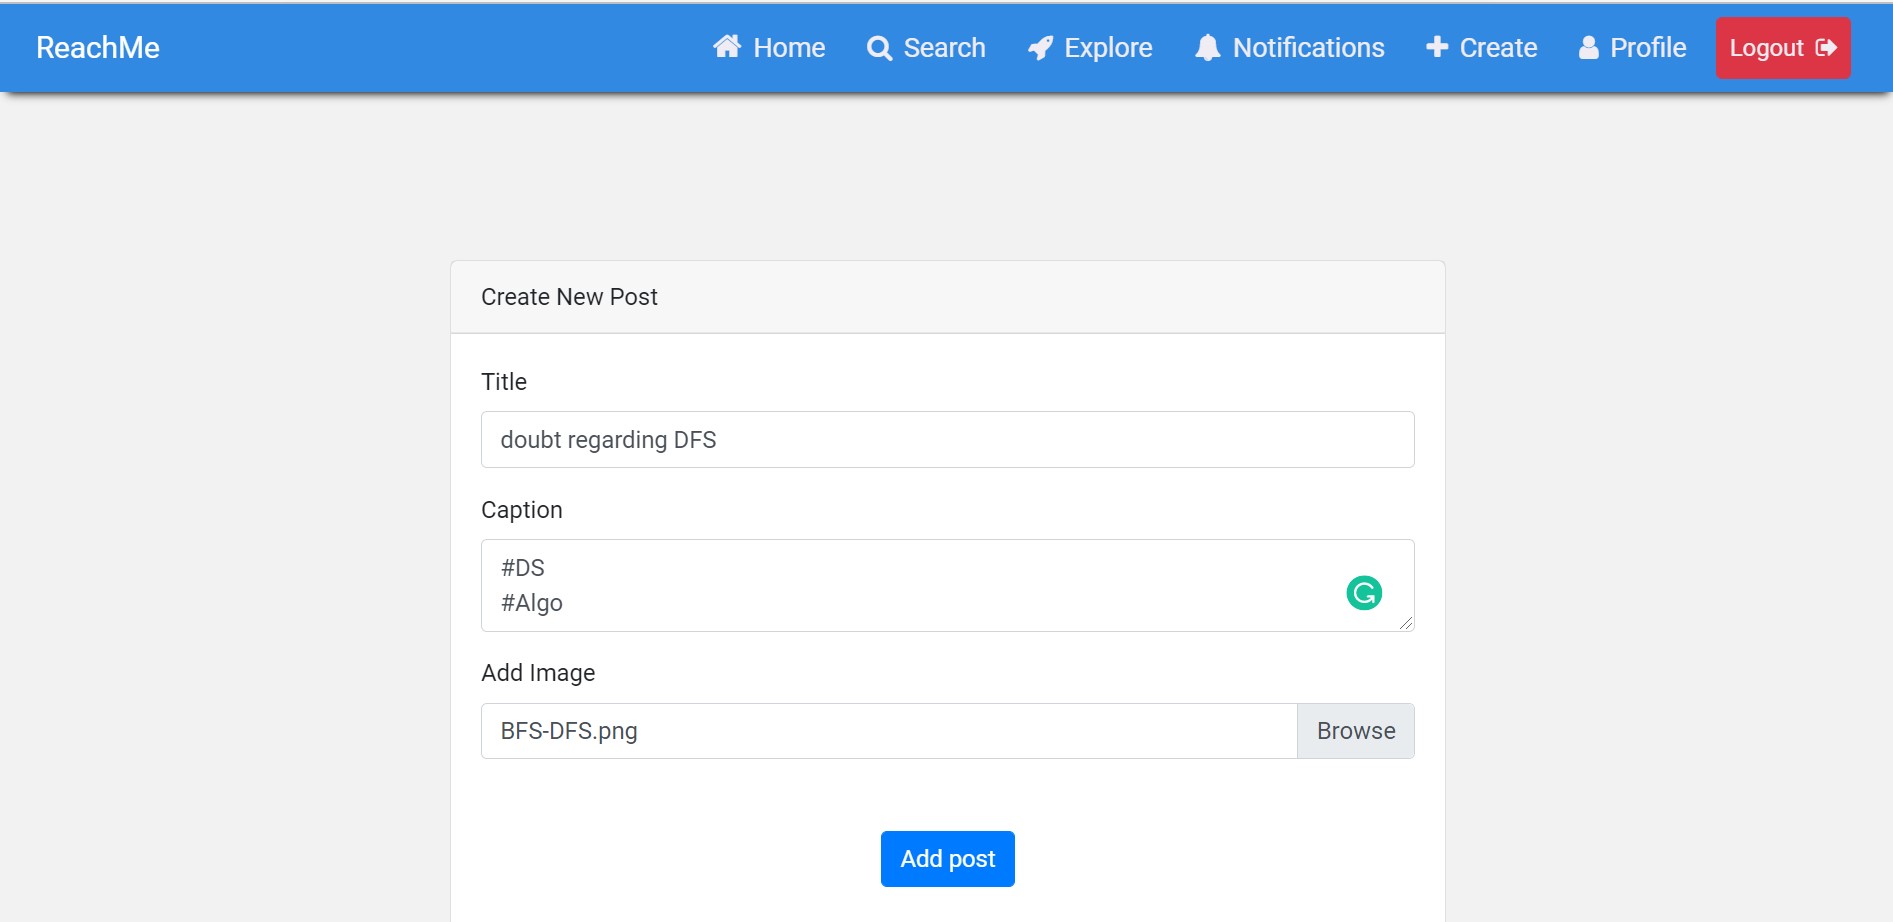 ReachMe
Home Search Explore Notifications Create Profile Logout
Create New Post
Title
doubt regarding DFS
Caption
#DS
#Algo
Add Image
BFS-DFS.png Browse
Add post